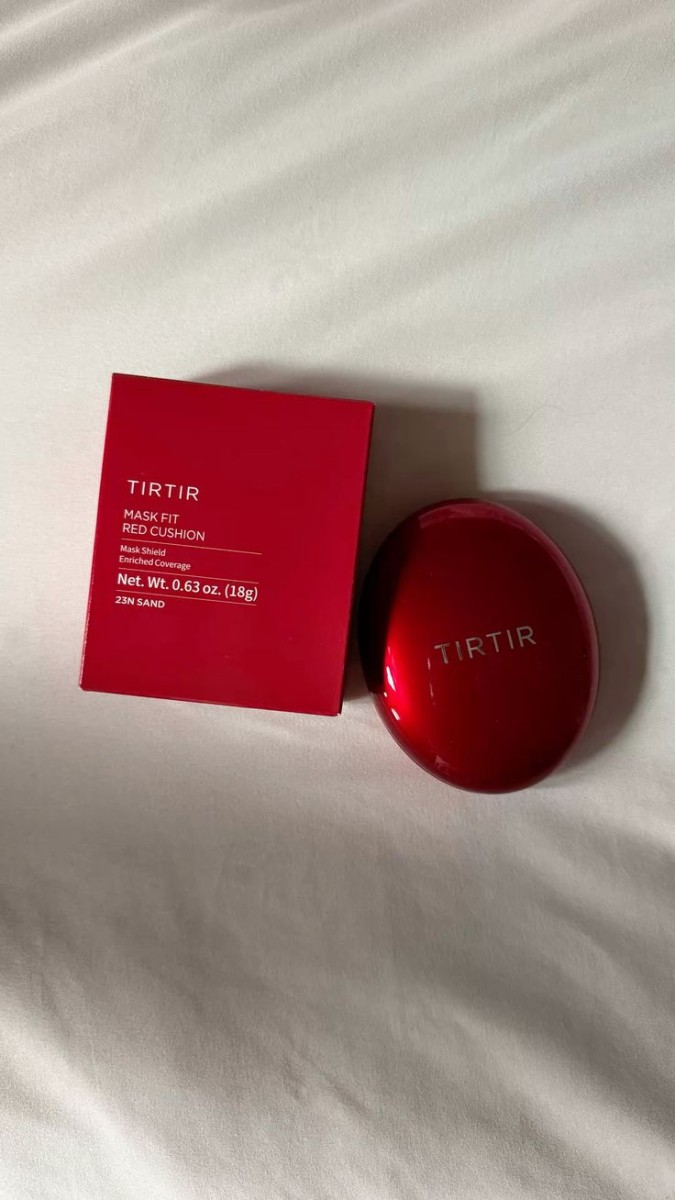 TIRTIR
MASK FIT
RED CUSHION
Mask Shield
Enriched Coverage
Net. Wt. 0.63 oz. (18g)
23N SAND
TIRTIR